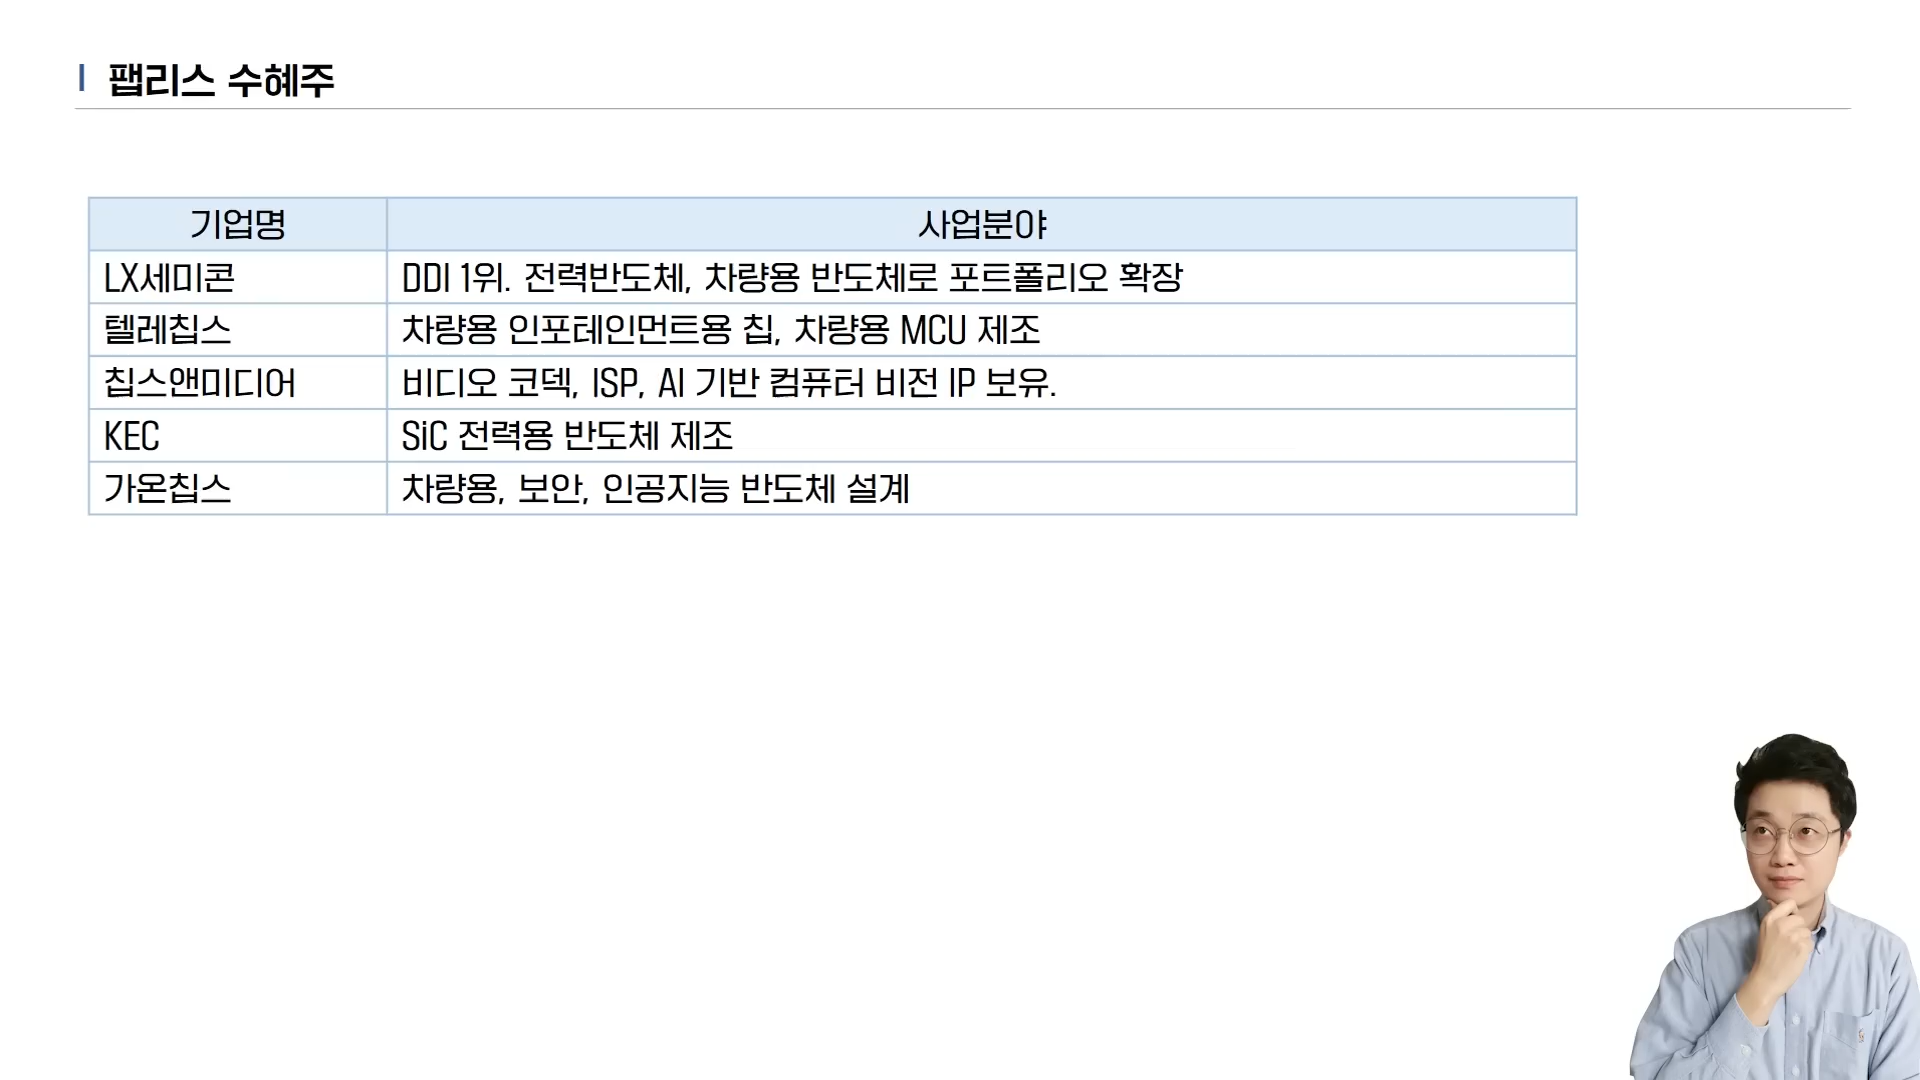 팹리스 수혜주
기업명 사업분야
LX세미콘 DDI 1위. 전력반도체, 차량용 반도체로 포트폴리오 확장
텔레칩스 차량용 인포테인먼트용 칩, 차량용 MCU 제조
칩스앤미디어 비디오 코덱, ISP, AI 기반 컴퓨터 비전 IP 보유.
KEC SiC 전력용 반도체 제조
가온칩스 차량용, 보안, 인공지능 반도체 설계